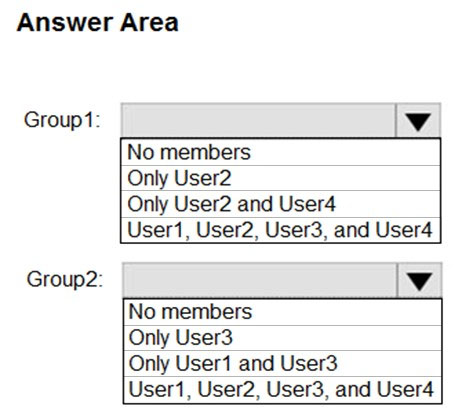 Answer Area
Group1:
No members
Only User2
Only User2 and User4
User1, User2, User3, and User4
Group2:
No members
Only User3
Only User1 and User3
User1, User2, User3, and User4